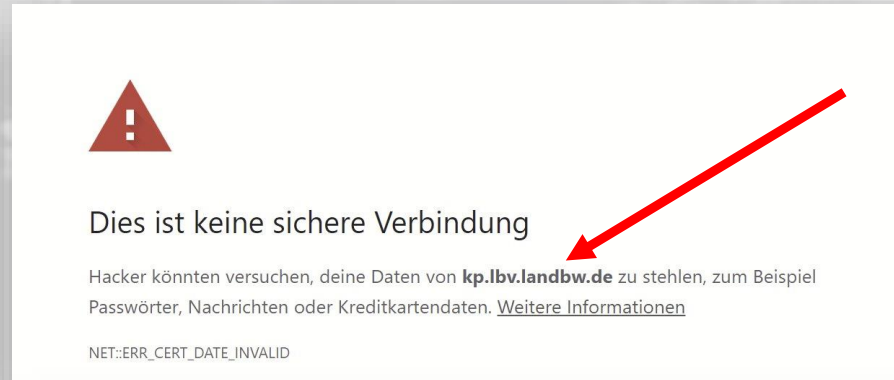 !
Dies ist keine sichere Verbindung
Hacker könnten versuchen, deine Daten von kp.lbv.landbw.de zu stehlen, zum Beispiel
Passwörter, Nachrichten oder Kreditkartendaten. Weitere Informationen
NET::ERR_CERT_DATE_INVALID